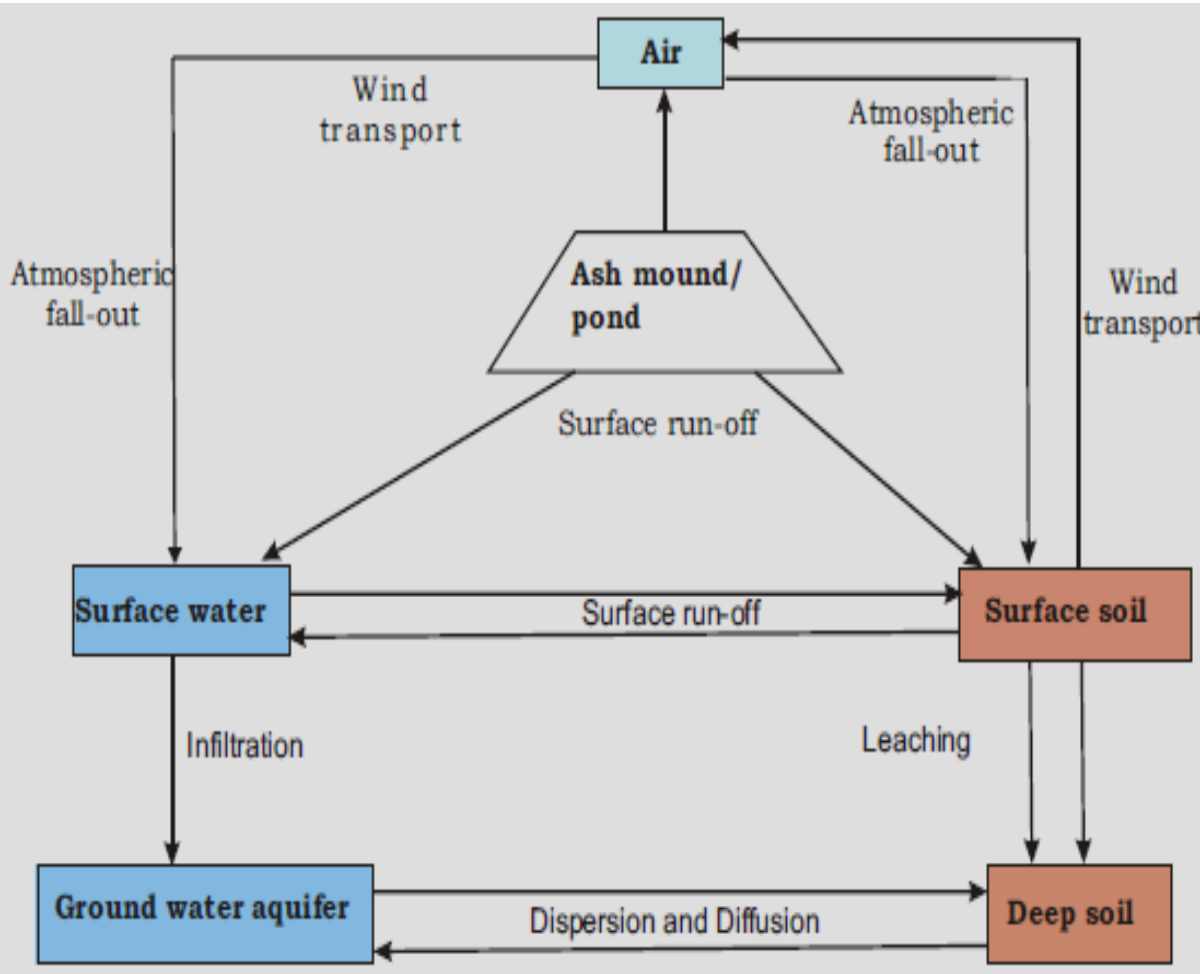 Air
Wind
transport
Atmospheric
fall-out
Atmospheric
fall-out
Ash mound/
pond
Wind
transport
Surface run-off
Surface water
Surface run-off
Surface soil
Infiltration
Leaching
Ground water aquifer
Dispersion and Diffusion
Deep soil